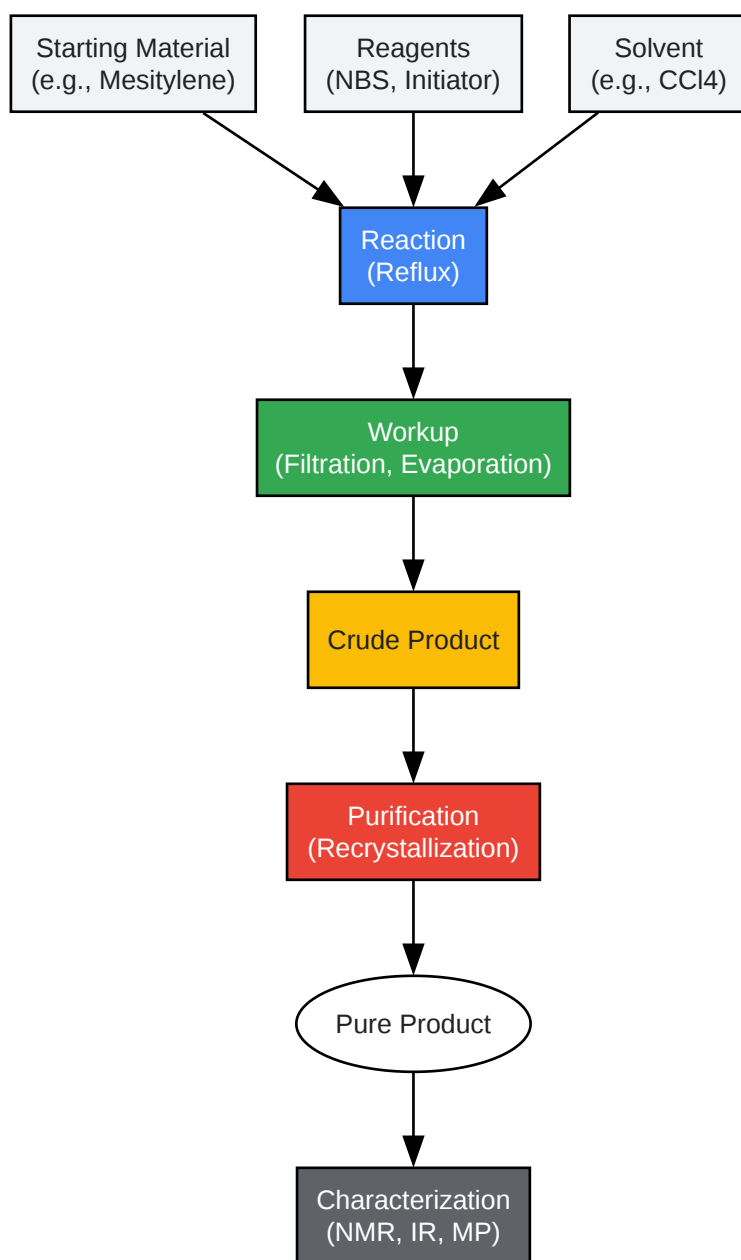 Starting Material
(e.g., Mesitylene)
Reagents
(NBS, Initiator)
Solvent
(e.g., CCl4)
Reaction
(Reflux)
Workup
(Filtration, Evaporation)
Crude Product
Purification
(Recrystallization)
Pure Product
Characterization
(NMR, IR, MP)